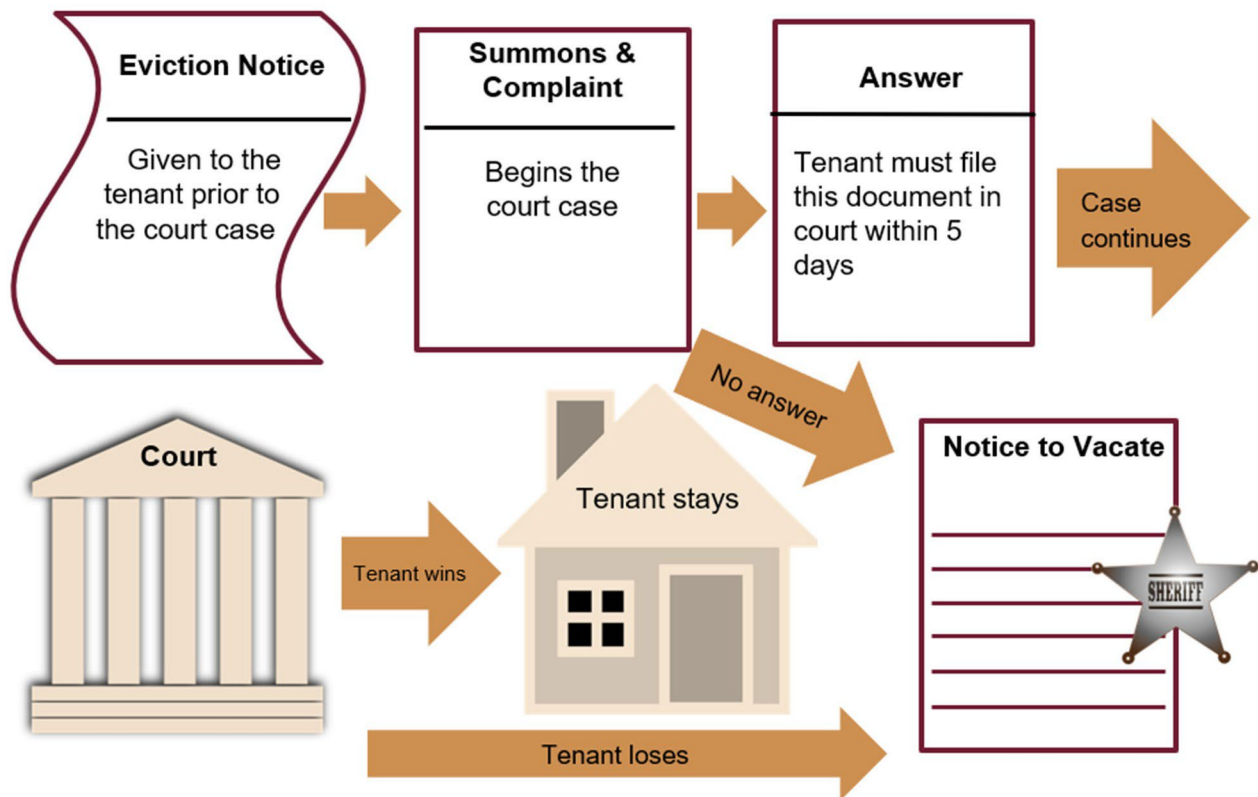 Eviction Notice
Given to the
tenant prior to
the court case
Summons &
Complaint
Begins the
court case
Answer
Tenant must file
this document in
court within 5
days
Case
continues
No answer
Court
Tenant wins
Tenant stays
Tenant loses
Notice to Vacate
SHERIFF